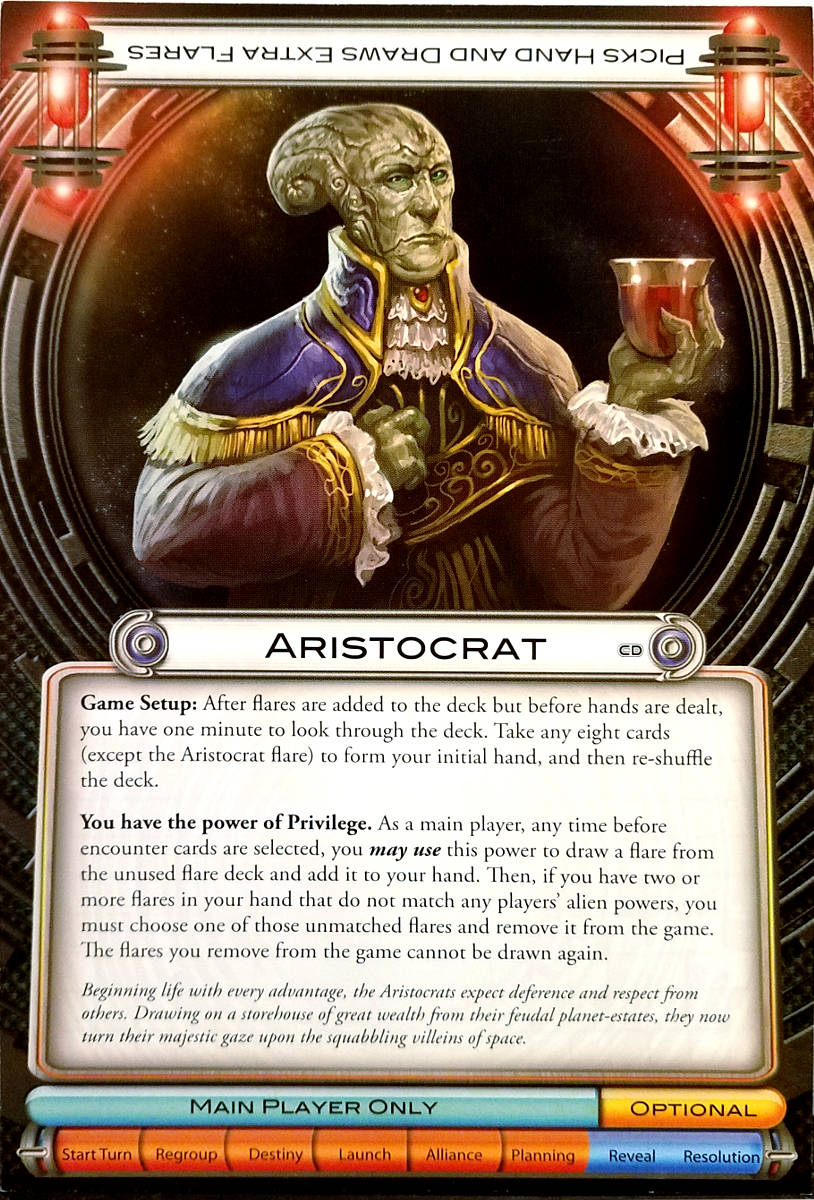 Picks Hand and Draws Extra Flares
Aristocrat CD
Game Setup: After flares are added to the deck but before hands are dealt,
you have one minute to look through the deck. Take any eight cards
(except the Aristocrat flare) to form your initial hand, and then re-shuffle
the deck.
You have the power of Privilege. As a main player, any time before
encounter cards are selected, you may use this power to draw a flare from
the unused flare deck and add it to your hand. Then, if you have two or
more flares in your hand that do not match any players' alien powers, you
must choose one of those unmatched flares and remove it from the game.
The flares you remove from the game cannot be drawn again.
Beginning life with every advantage, the Aristocrats expect deference and respect from
others. Drawing on a storehouse of great wealth from their feudal planet-estates, they now
turn their majestic gaze upon the squabbling villeins of space.
Main Player Only Optional
Start Turn Regroup Destiny Launch Alliance Planning Reveal Resolution